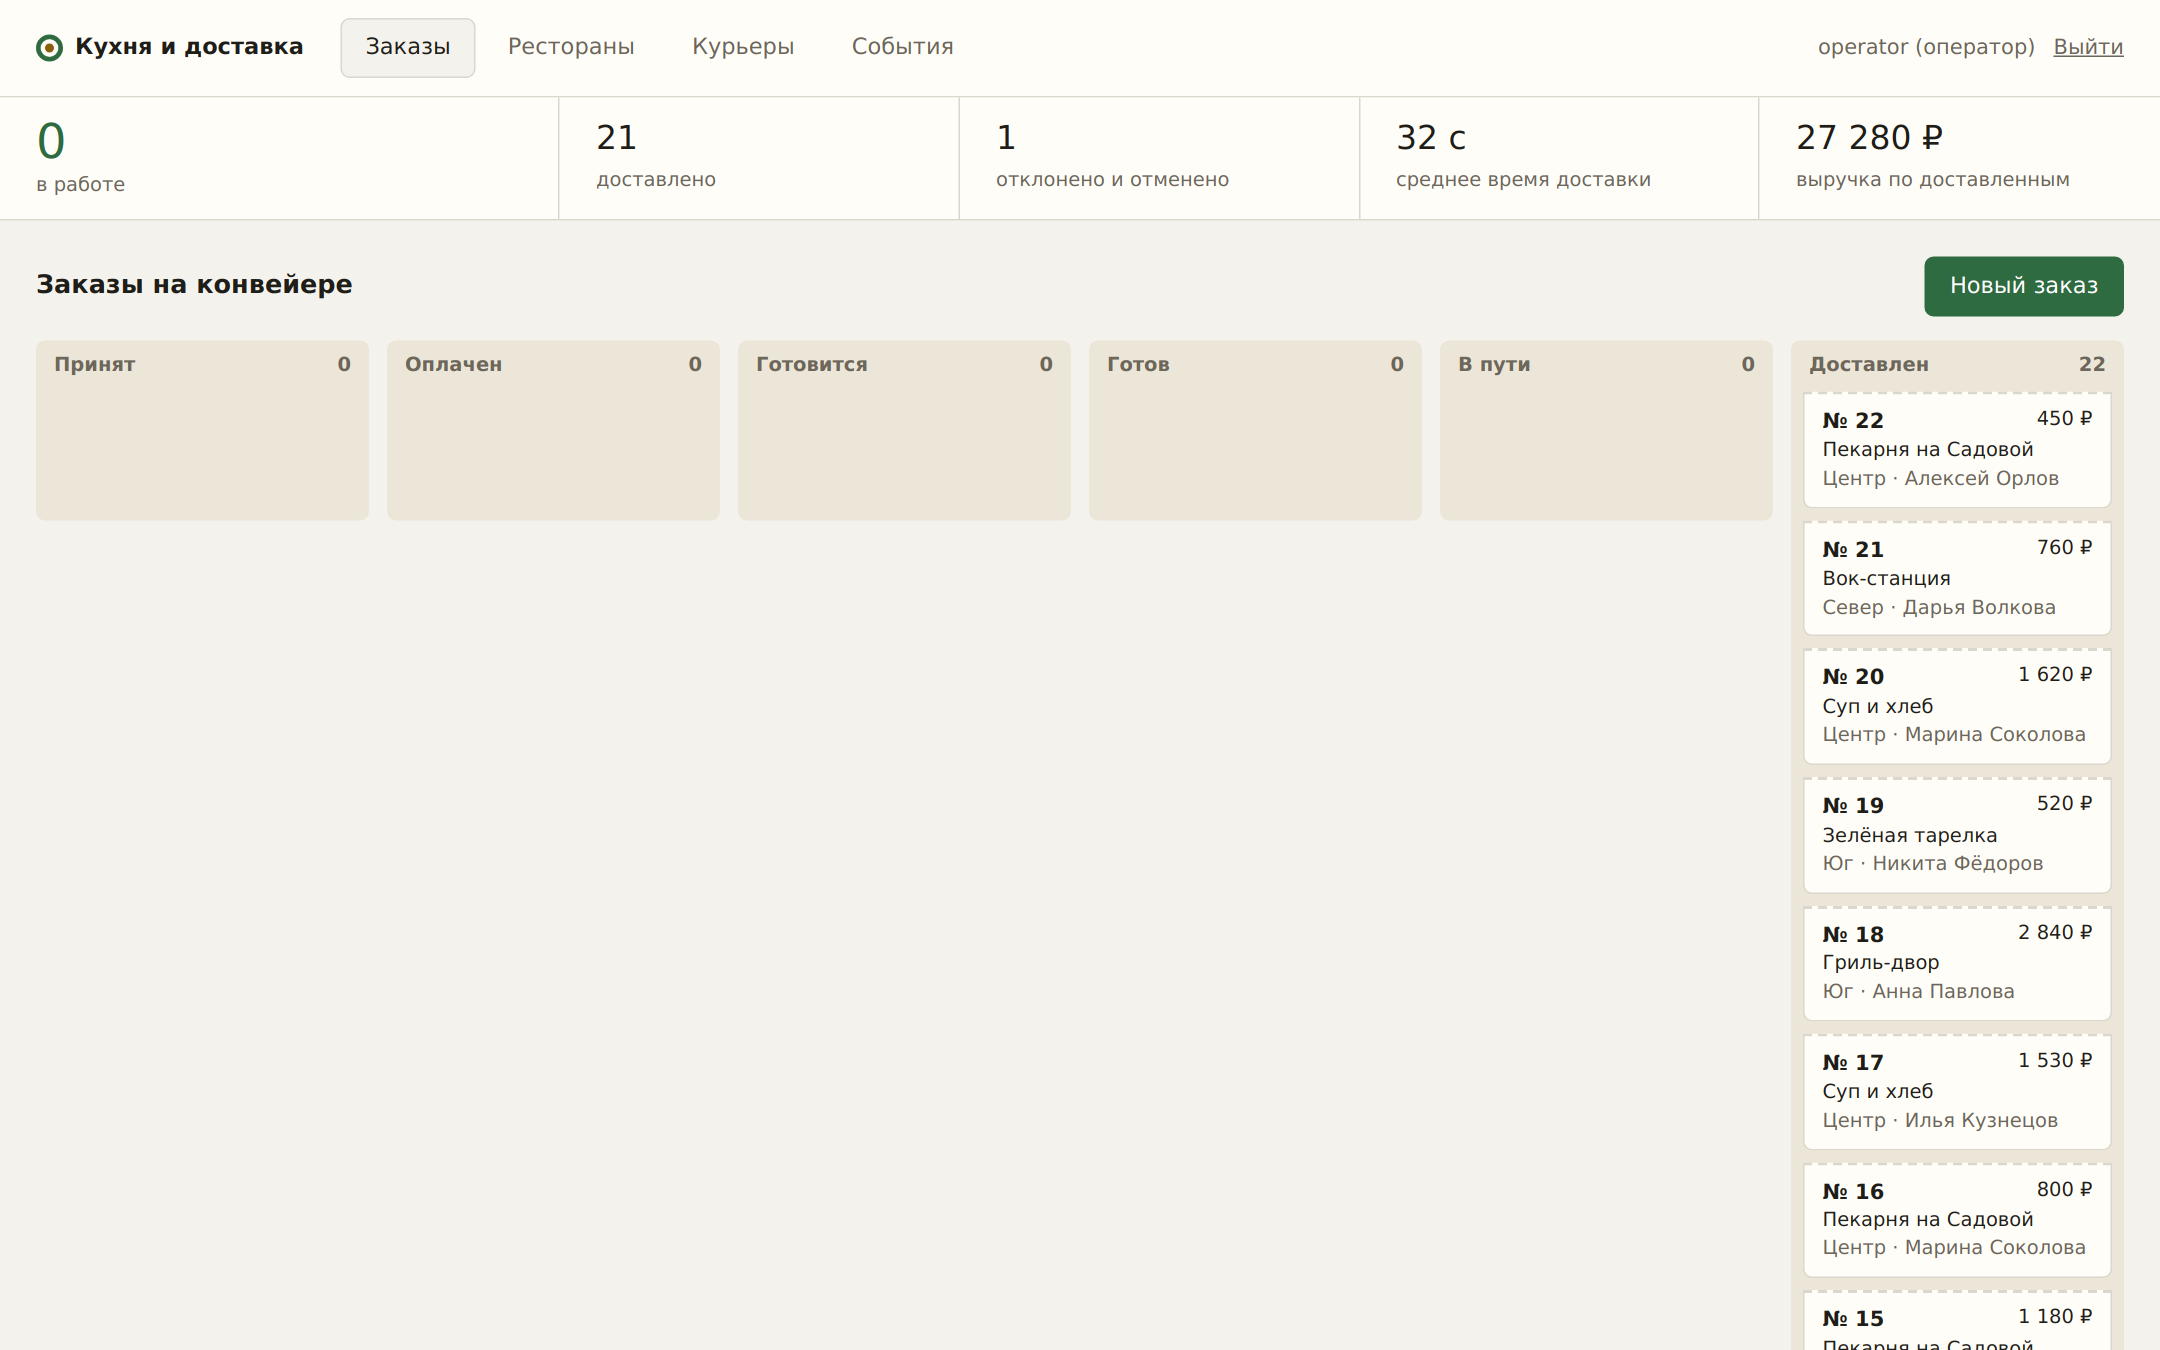 Кухня и доставка Заказы Рестораны Курьеры События operator (оператор) Выйти
0 21 1 32 с 27 280 ₽
в работе доставлено отклонено и отменено среднее время доставки выручка по доставленным
Заказы на конвейере Новый заказ
Принят 0 Оплачен 0 Готовится 0 Готов 0 В пути 0 Доставлен 22
№ 22 450 ₽
Пекарня на Садовой
Центр · Алексей Орлов
№ 21 760 ₽
Вок-станция
Север · Дарья Волкова
№ 20 1 620 ₽
Суп и хлеб
Центр · Марина Соколова
№ 19 520 ₽
Зелёная тарелка
Юг · Никита Фёдоров
№ 18 2 840 ₽
Гриль-двор
Юг · Анна Павлова
№ 17 1 530 ₽
Суп и хлеб
Центр · Илья Кузнецов
№ 16 800 ₽
Пекарня на Садовой
Центр · Марина Соколова
№ 15 1 180 ₽
Пекарня на Садовой